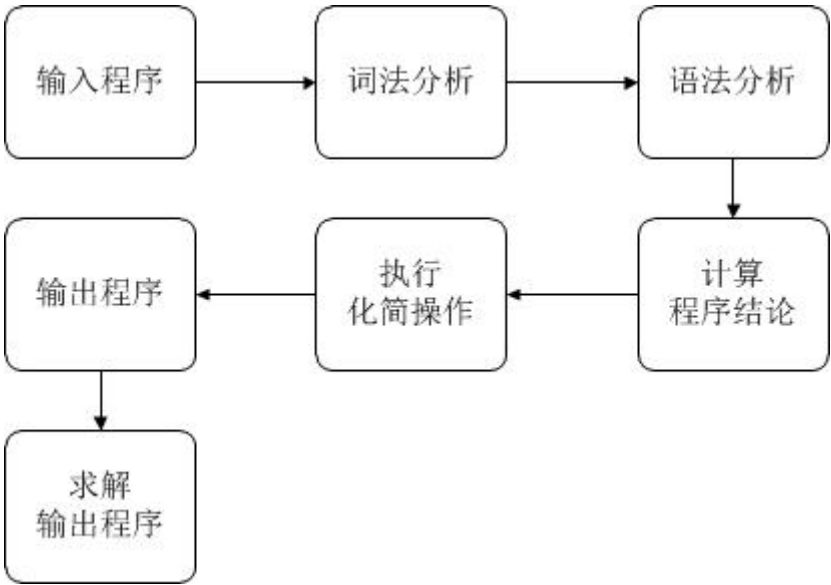 输入程序
词法分析
语法分析
计算
程序结论
执行
化简操作
输出程序
求解
输出程序